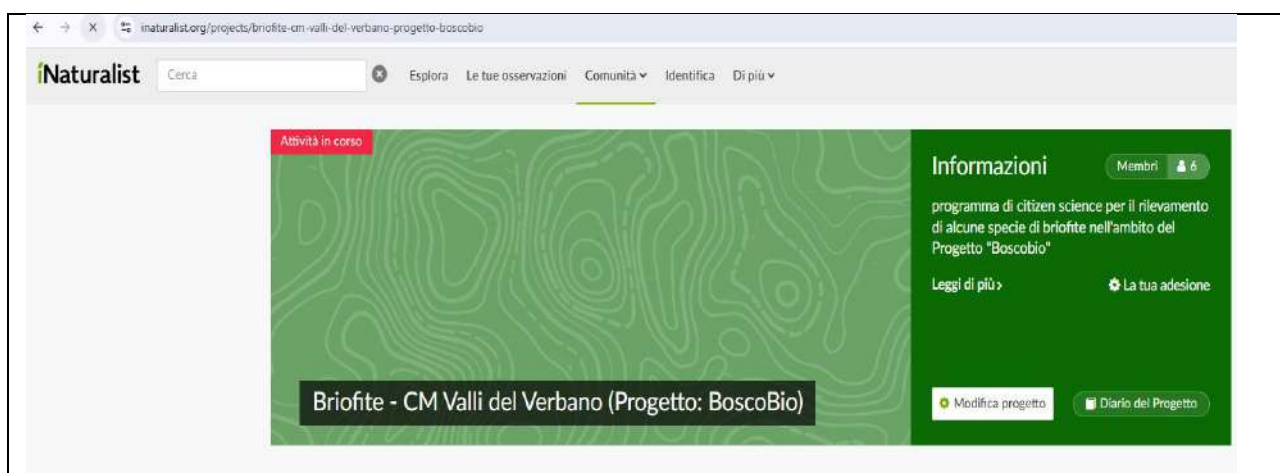 inaturalist.org/projects/briofite-cm-valli-del-verbano-progetto-boscobio
iNaturalist Cerca Esplora Le tue osservazioni Comunità Identifica Di più
Attività in corso
Informazioni Membri 6
programma di citizen science per il rilevamento
di alcune specie di briofite nell'ambito del
Progetto "Boscobio"
Leggi di più > La tua adesione
Briofite - CM Valli del Verbano (Progetto: BoscoBio)
Modifica progetto Diario del Progetto